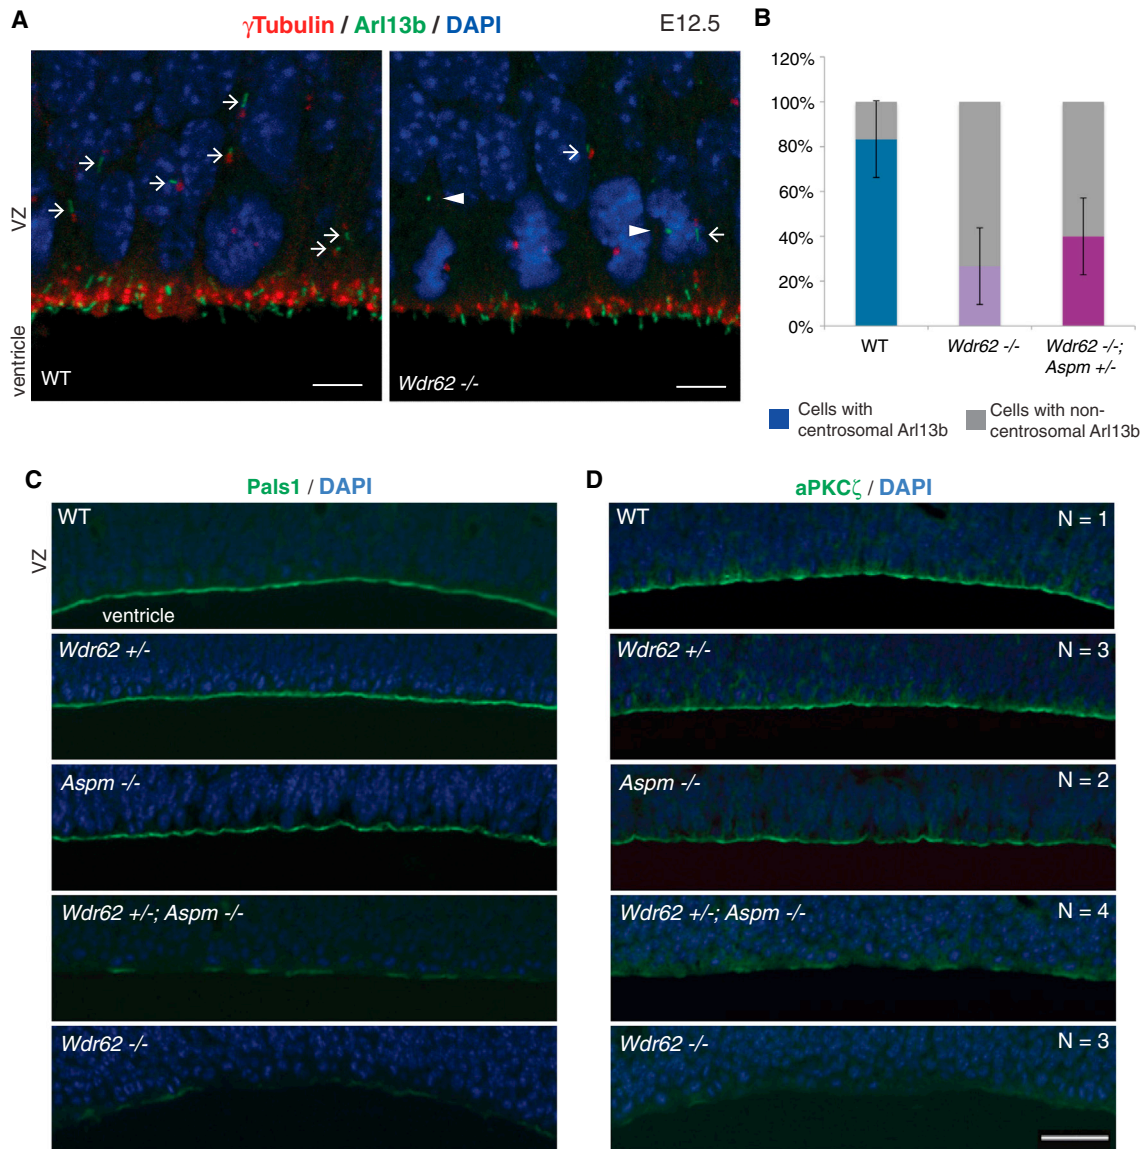 A
γTubulin / Arl13b / DAPI
E12.5
VZ
ventricle
WT
Wdr62 -/-
B
120%
100%
80%
60%
40%
20%
0%
WT
Wdr62 -/-
Wdr62 -/-;
Aspm +/-
Cells with
centrosomal Arl13b
Cells with non-
centrosomal Arl13b
C
Pals1 / DAPI
VZ
WT
ventricle
Wdr62 +/-
Aspm -/-
Wdr62 +/-; Aspm -/-
Wdr62 -/-
D
aPKCζ / DAPI
WT
N = 1
Wdr62 +/-
N = 3
Aspm -/-
N = 2
Wdr62 +/-; Aspm -/-
N = 4
Wdr62 -/-
N = 3